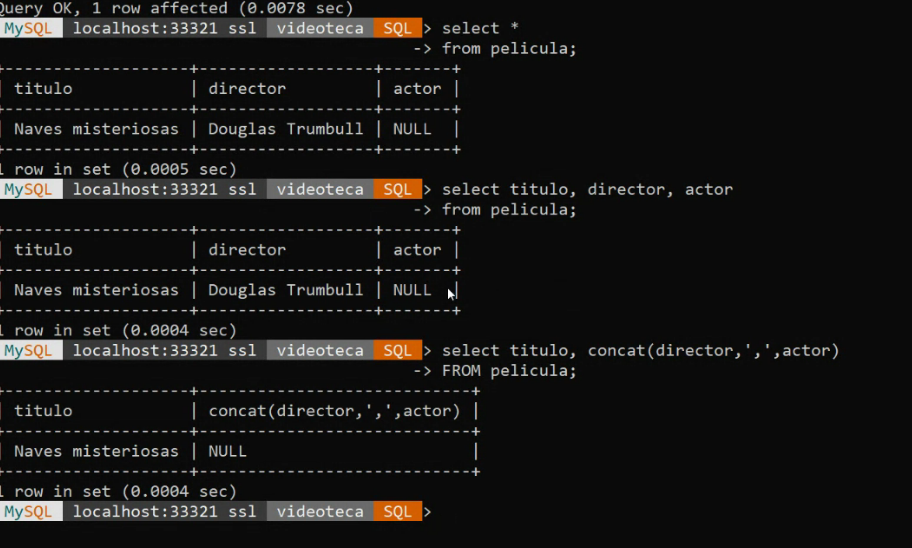 Query OK, 1 row affected (0.0078 sec)
MySQL localhost:33321 ssl videoteca SQL > select *
-> from pelicula;
+-------------------+------------------+-------+
| titulo | director | actor |
+-------------------+------------------+-------+
| Naves misteriosas | Douglas Trumbull | NULL |
+-------------------+------------------+-------+
1 row in set (0.0005 sec)
MySQL localhost:33321 ssl videoteca SQL > select titulo, director, actor
-> from pelicula;
+-------------------+------------------+-------+
| titulo | director | actor |
+-------------------+------------------+-------+
| Naves misteriosas | Douglas Trumbull | NULL |
+-------------------+------------------+-------+
1 row in set (0.0004 sec)
MySQL localhost:33321 ssl videoteca SQL > select titulo, concat(director,',',actor)
-> FROM pelicula;
+-------------------+----------------------------+
| titulo | concat(director,',',actor) |
+-------------------+----------------------------+
| Naves misteriosas | NULL |
+-------------------+----------------------------+
1 row in set (0.0004 sec)
MySQL localhost:33321 ssl videoteca SQL >